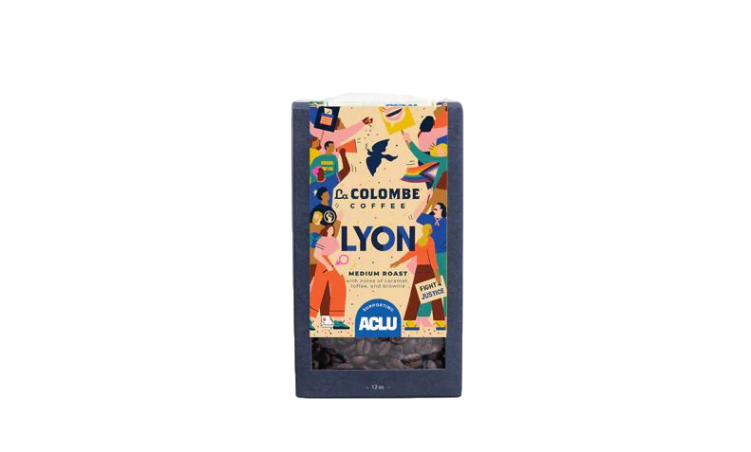 ACLU
La COLOMBE
COFFEE
LYON
MEDIUM ROAST
with notes of caramel,
toffee, and brownie
FIGHT 4
JUSTICE
SUPPORTING
ACLU
12 oz